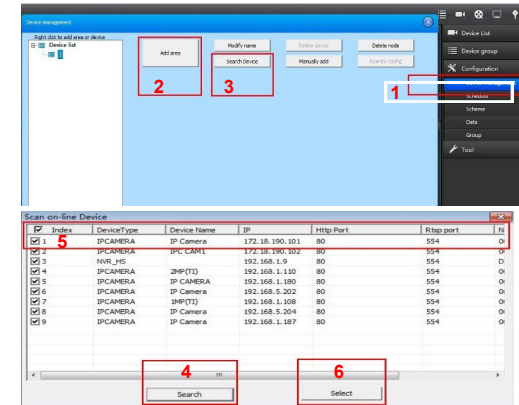 Device management
Right click to add area or device
Device list
1
Add area
Modify name
Delete device
Delete node
Search Device
Manually add
Remote config
2
3
1
Device List
Device group
Configuration
Schedule
Scheme
Data
Group
Tool
Scan on-line Device
Index DeviceType Device Name IP Http Port Rtsp port N
1 5 IPCAMERA IP Camera 172.18.190.101 80 554
2 IPCAMERA IPC CAM1 172.18.190.102 80 554
3 NVR_HS 192.168.1.9 80 554 D
4 IPCAMERA 2MP(TI) 192.168.1.110 80 554
5 IPCAMERA IP CAMERA 192.168.1.180 80 554
6 IPCAMERA IP Camera 192.168.5.202 80 554
7 IPCAMERA 1MP(TI) 192.168.1.108 80 554
8 IPCAMERA IP Camera 192.168.5.204 80 554
9 IPCAMERA IP Camera 192.168.1.187 80 554
4
6
Search
Select